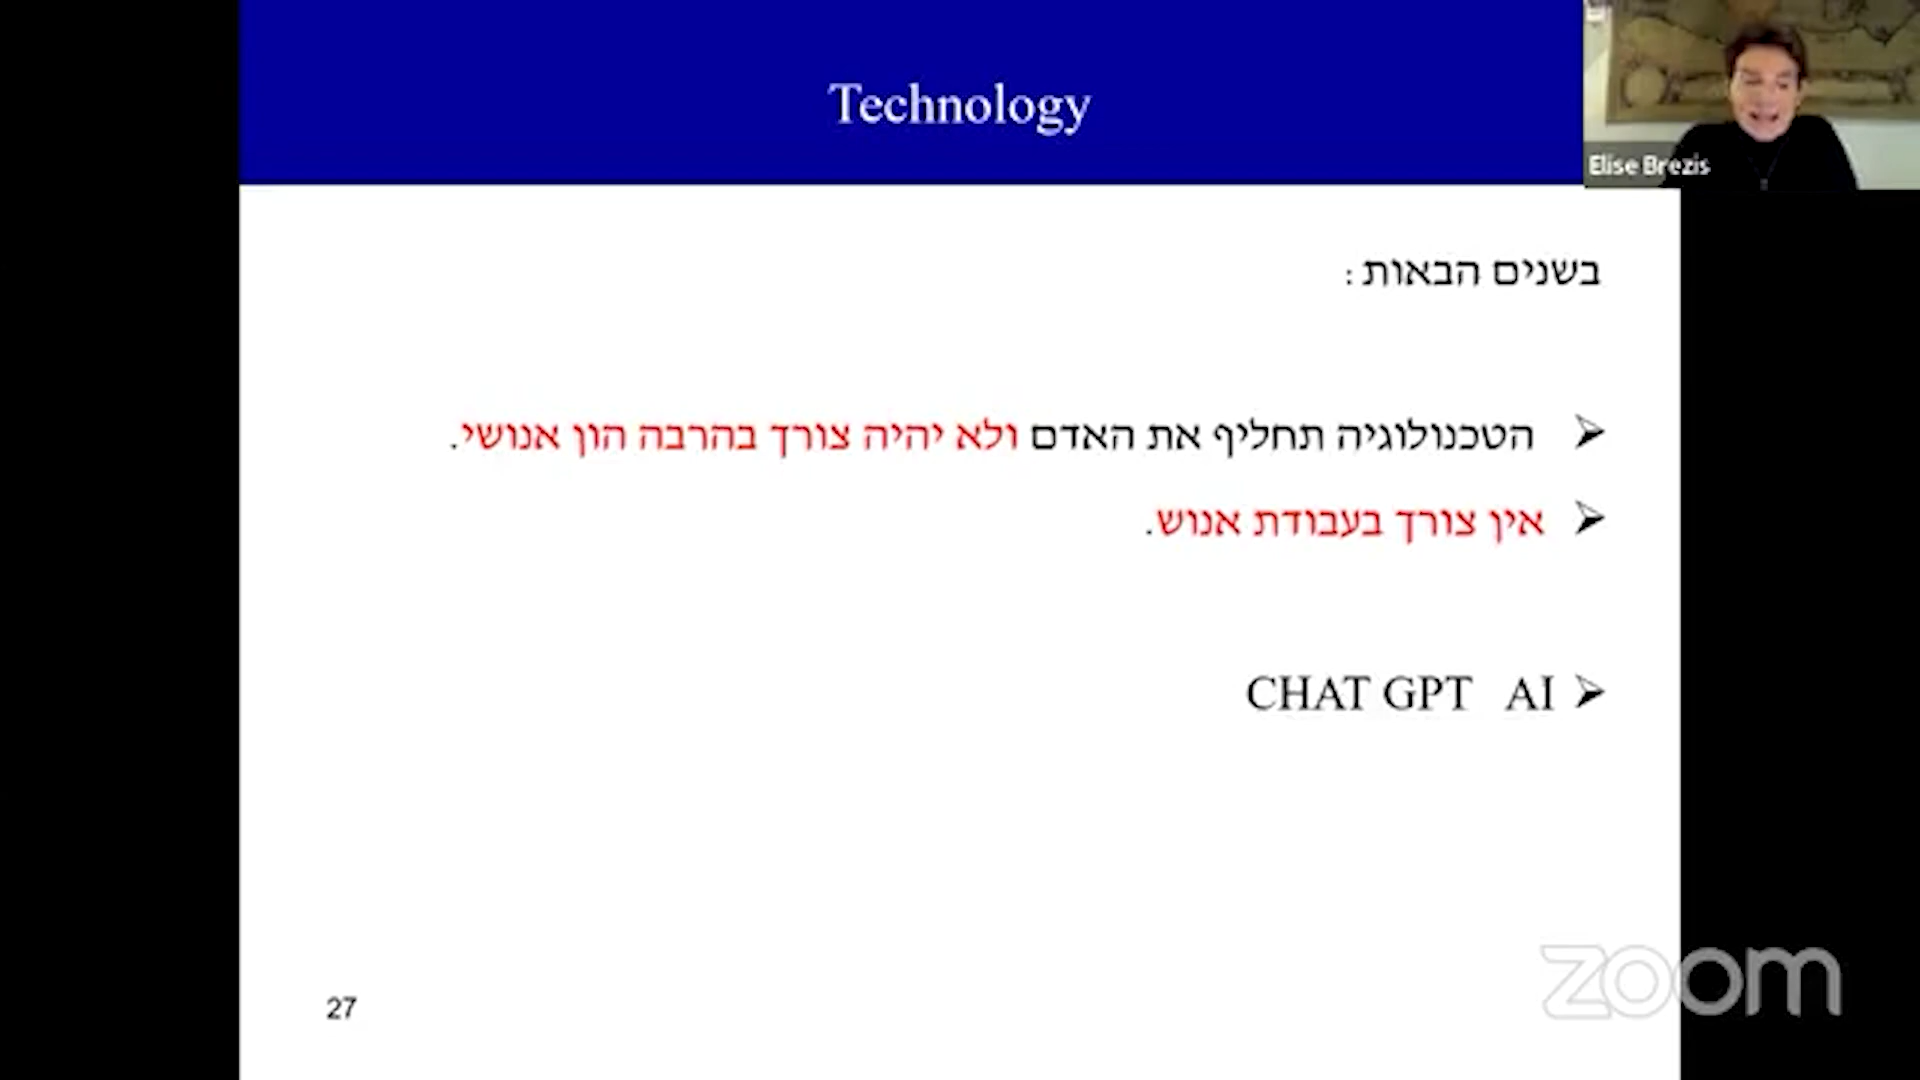 Technology
Elise Brezis
בשנים הבאות :
➢ הטכנולוגיה תחליף את האדם ולא יהיה צורך בהרבה הון אנושי.
➢ אין צורך בעבודת אנוש.
➢ CHAT GPT   AI
27
zoom